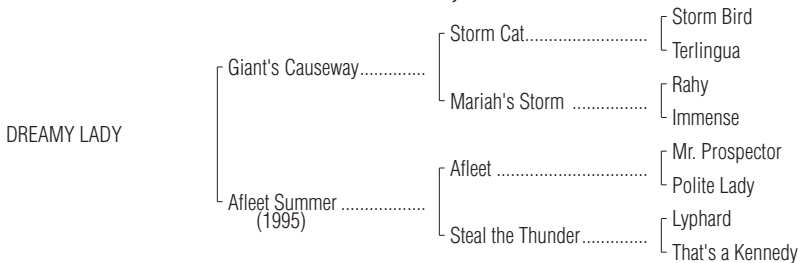 Storm Bird
Storm Cat..............................
Terlingua
Giant's Causeway..............
Rahy
Mariah's Storm ................
Immense
DREAMY LADY
Mr. Prospector
Afleet ..............................
Polite Lady
Afleet Summer ..................
(1995)
Lyphard
Steal the Thunder..............
That's a Kennedy